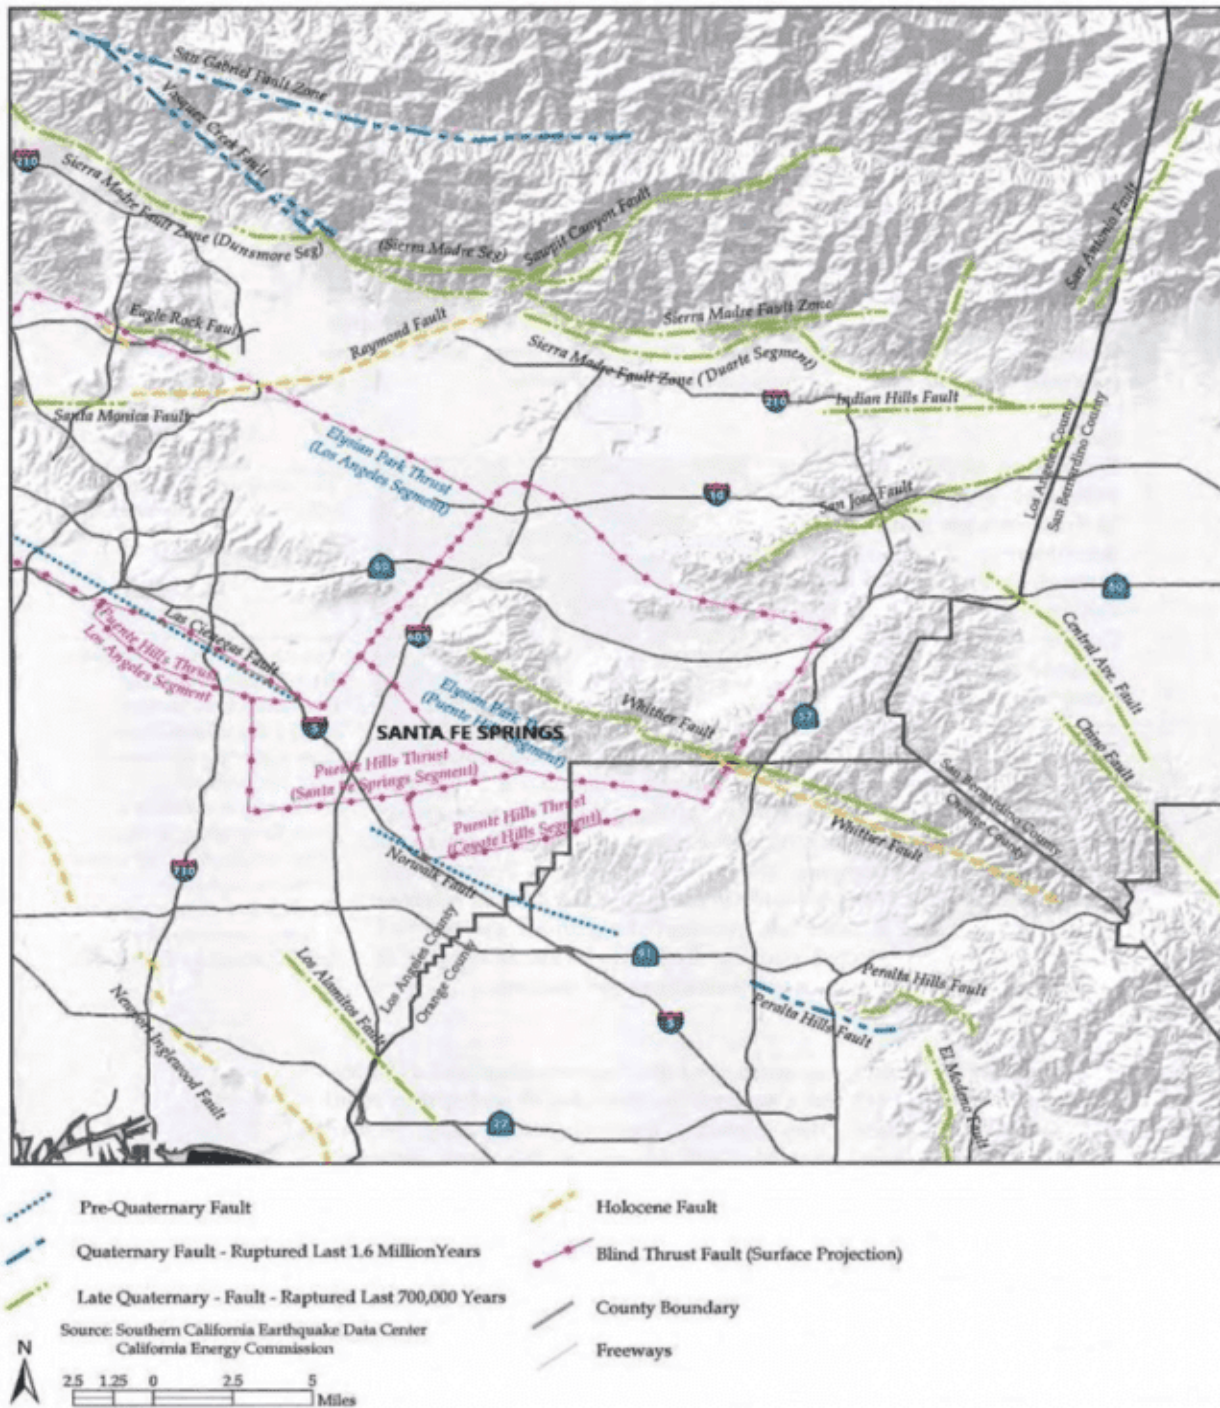 San Gabriel Fault Zone
Vasquez Creek Fault
210
Sierra Madre Fault Zone (Dunsmore Seg)
(Sierra Madre Seg)
Sawpit Canyon Fault
San Antonio Fault
Eagle Rock Fault
Raymond Fault
Sierra Madre Fault Zone
Sierra Madre Fault Zone (Duarte Segment)
Santa Monica Fault
210
Indian Hills Fault
Elysian Park Thrust
(Los Angeles Segment)
10
San Jose Fault
Los Angeles County
San Bernardino County
60
60
Las Cienegas Fault
Puente Hills Thrust
Los Angeles Segment
605
Central Ave. Fault
Elysian Park
(Puente Hills Segment)
Whittier Fault
57
5
SANTA FE SPRINGS
Chino Fault
Puente Hills Thrust
(Santa Fe Springs Segment)
San Bernardino County
Orange County
Puente Hills Thrust
(Coyote Hills Segment)
Whittier Fault
Norwalk Fault
710
Los Angeles County
Orange County
91
Los Alamitos Fault
Peralta Hills Fault
Peralta Hills Fault
Newport Inglewood Fault
5
El Modeno Fault
22
Pre-Quaternary Fault
Quaternary Fault - Ruptured Last 1.6 MillionYears
Late Quaternary - Fault - Raptured Last 700,000 Years
Holocene Fault
Blind Thrust Fault (Surface Projection)
County Boundary
Freeways
Source: Southern California Earthquake Data Center
California Energy Commission
N
2.5 1.25 0 2.5 5
Miles